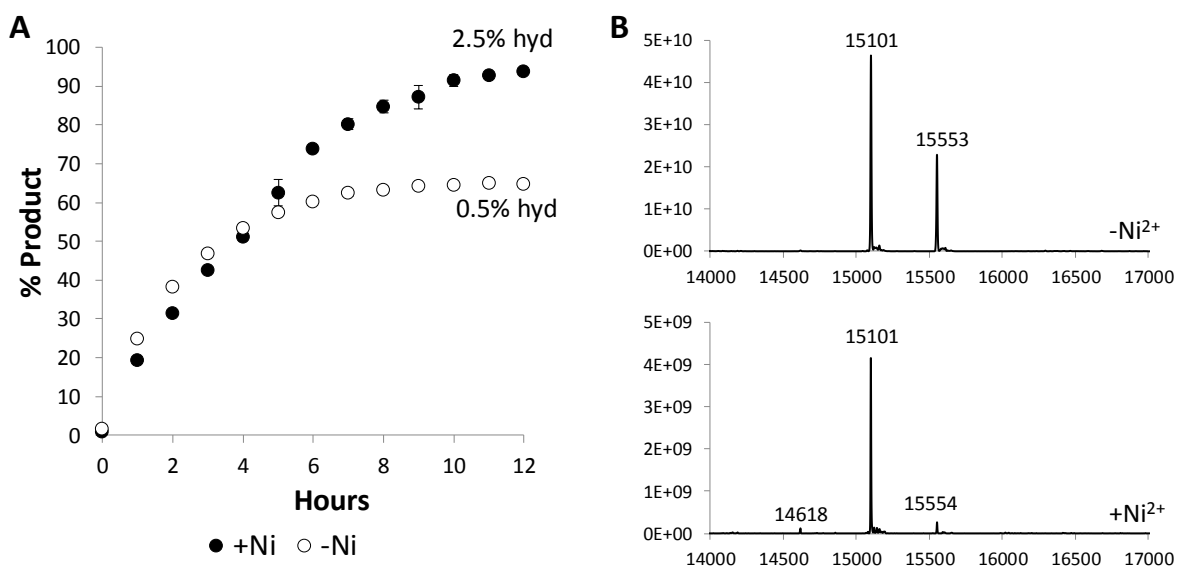 A
% Product
100
90
80
70
60
50
40
30
20
10
0
2.5% hyd
0.5% hyd
0 2 4 6 8 10 12
Hours
+Ni -Ni
B
5E+10
4E+10
3E+10
2E+10
1E+10
0E+00
15101
15553
-Ni²⁺
14000 14500 15000 15500 16000 16500 17000
5E+09
4E+09
3E+09
2E+09
1E+09
0E+00
15101
14618
15554
+Ni²⁺
14000 14500 15000 15500 16000 16500 17000